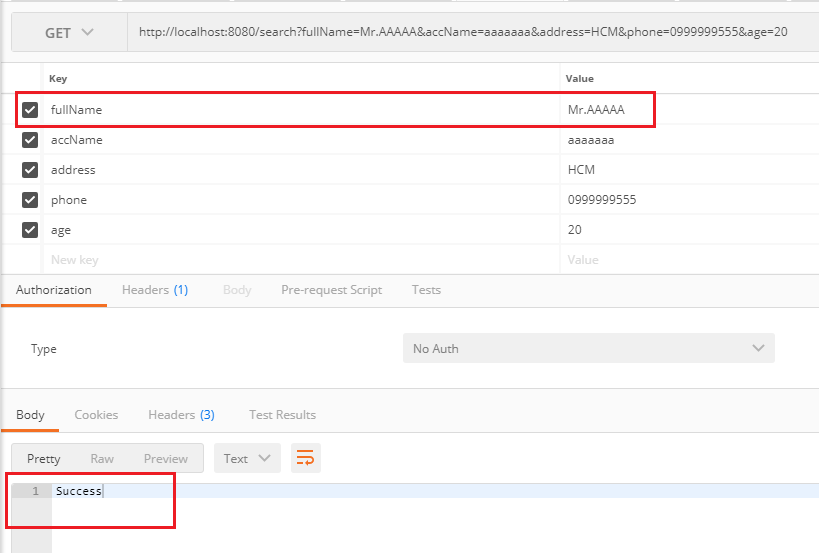 GET http://localhost:8080/search?fullName=Mr.AAAAA&accName=aaaaaaa&address=HCM&phone=0999999555&age=20
Key Value
fullName Mr.AAAAA
accName aaaaaaa
address HCM
phone 0999999555
age 20
New key Value
Authorization Headers (1) Body Pre-request Script Tests
Type No Auth
Body Cookies Headers (3) Test Results
Pretty Raw Preview Text
1 Success